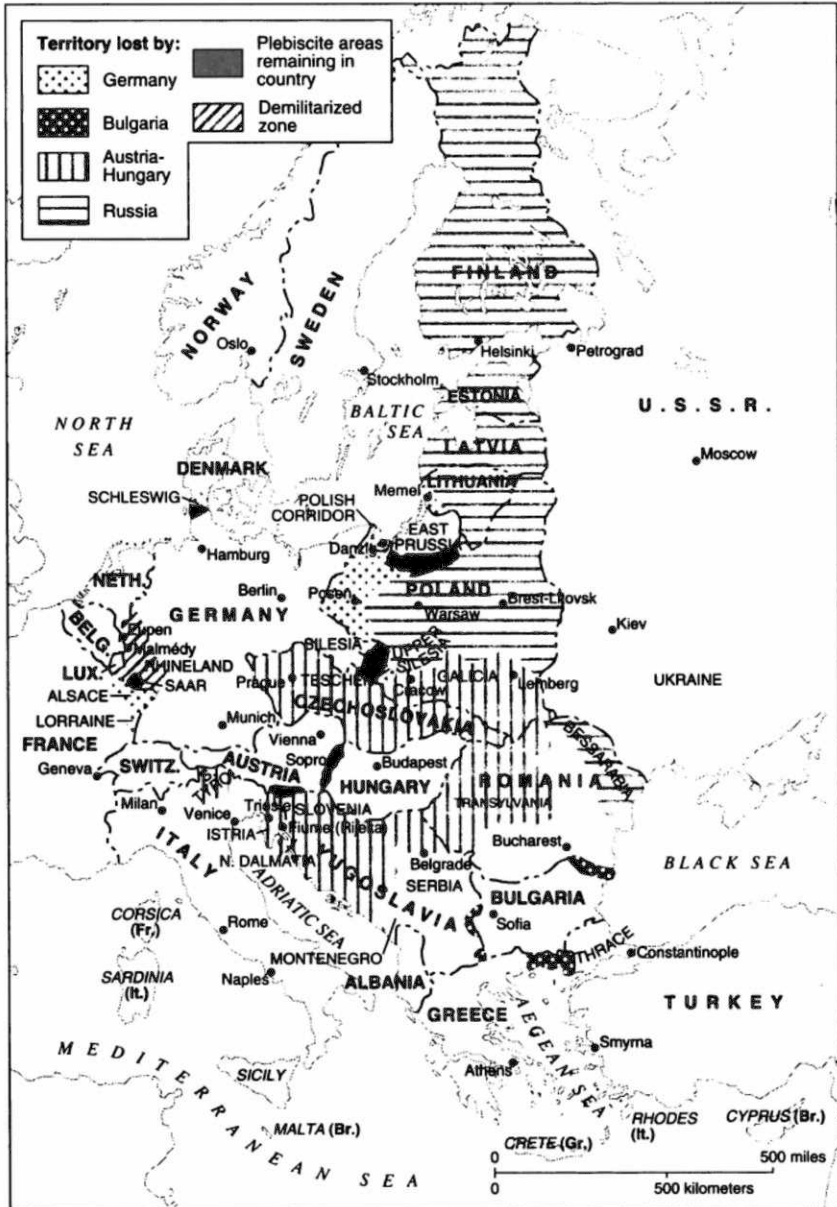 Territory lost by:
Germany
Bulgaria
Austria-
Hungary
Russia
Plebiscite areas
remaining in
country
Demilitarized
zone
FINLAND
NORWAY
SWEDEN
Oslo
Helsinki
Petrograd
Stockholm
ESTONIA
U.S.S.R.
BALTIC
SEA
NORTH
SEA
LATVIA
Moscow
DENMARK
LITHUANIA
SCHLESWIG
Memel
POLISH
CORRIDOR
EAST
PRUSSIA
Danzig
Hamburg
NETH.
Berlin
Posen
POLAND
Brest-Litovsk
Warsaw
GERMANY
BELG.
Kiev
Eupen
Malmédy
SILESIA
UPPER
SILESIA
LUX.
RHINELAND
SAAR
Prague
TESCHEN
Cracow
GALICIA
Lemberg
UKRAINE
ALSACE
LORRAINE
CZECHOSLOVAKIA
Munich
Vienna
BESSARABIA
FRANCE
Geneva
SWITZ.
TYROL
AUSTRIA
Sopron
Budapest
HUNGARY
ROMANIA
TRANSYLVANIA
Milan
Venice
Trieste
SLOVENIA
ISTRIA
Fiume (Rijeka)
Bucharest
ITALY
N. DALMATIA
YUGOSLAVIA
Belgrade
SERBIA
BLACK SEA
ADRIATIC SEA
BULGARIA
CORSICA
(Fr.)
Rome
Sofia
MONTENEGRO
THRACE
Constantinople
SARDINIA
(It.)
Naples
ALBANIA
GREECE
TURKEY
AEGEAN SEA
Smyrna
Athens
MEDITERRANEAN SEA
SICILY
MALTA (Br.)
RHODES
(It.)
CYPRUS (Br.)
CRETE (Gr.)
0 500 miles
0 500 kilometers